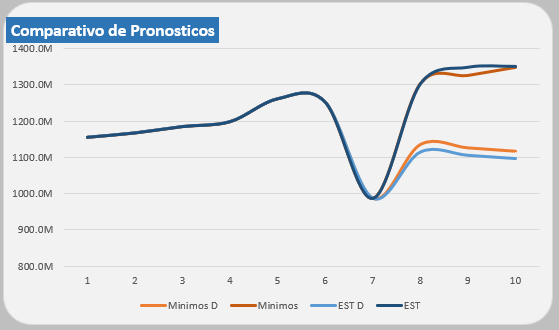 Comparativo de Pronosticos
1400.0M
1300.0M
1200.0M
1100.0M
1000.0M
900.0M
800.0M
1 2 3 4 5 6 7 8 9 10
Minimos D Minimos EST D EST